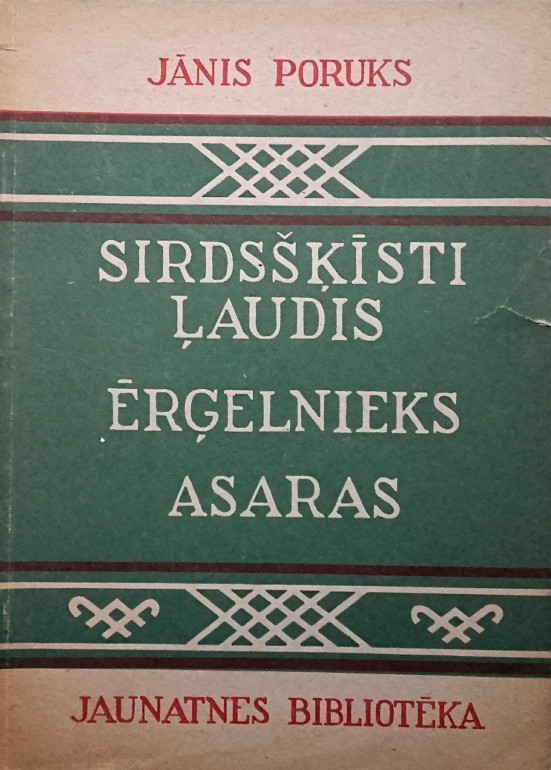 JĀNIS PORUKS
SIRDSŠĶĪSTI
ĻAUDIS
ĒRĢELNIEKS
ASARAS
JAUNATNES BIBLIOTĒKA